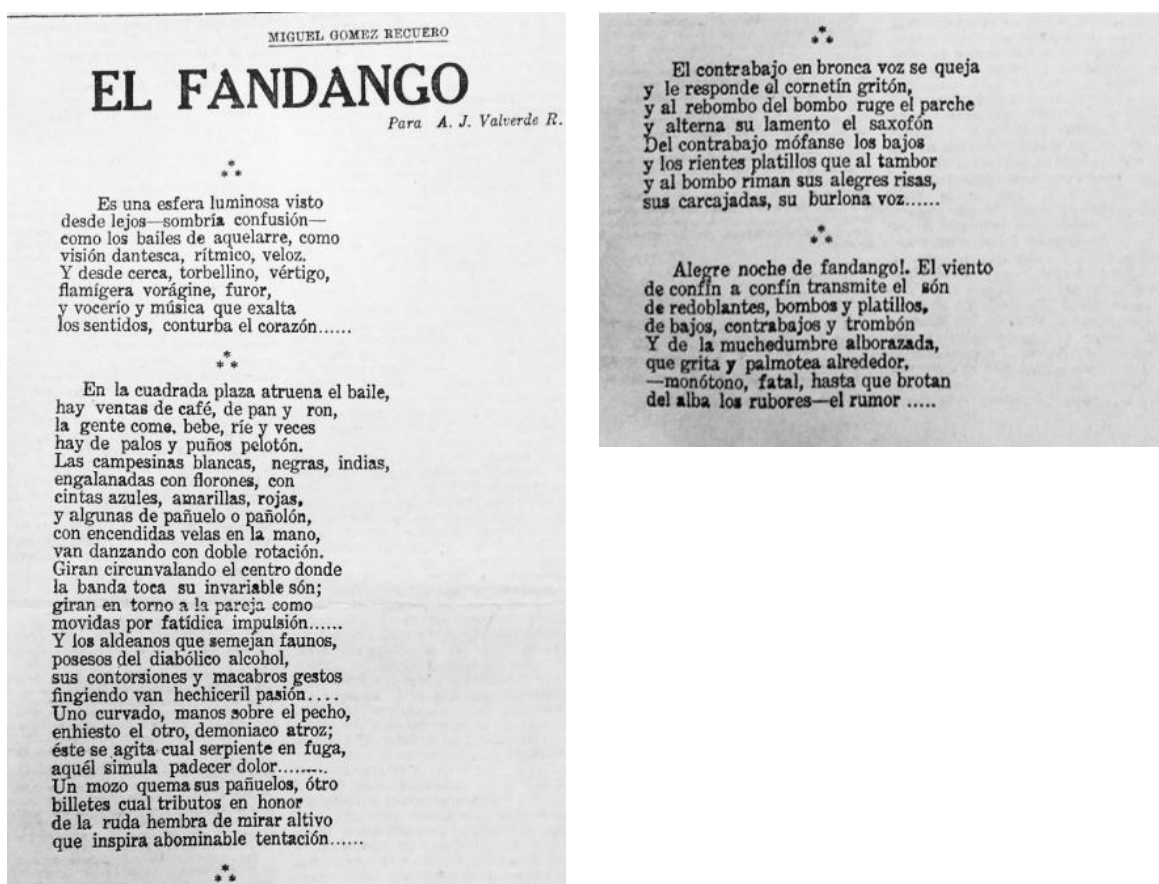 MIGUEL GOMEZ RECUERO
EL FANDANGO
Para A. J. Valverde R.
***
Es una esfera luminosa visto
desde lejos—sombría confusión—
como los bailes de aquelarre, como
visión dantesca, rítmico, veloz.
Y desde cerca, torbellino, vértigo,
flamígera vorágine, furor,
y vocerío y música que exalta
los sentidos, conturba el corazón......
***
En la cuadrada plaza atruena el baile,
hay ventas de café, de pan y ron,
la gente come, bebe, ríe y veces
hay de palos y puños pelotón.
Las campesinas blancas, negras, indias,
engalanadas con florones, con
cintas azules, amarillas, rojas,
y algunas de pañuelo o pañolón,
con encendidas velas en la mano,
van danzando con doble rotación.
Giran circunvalando el centro donde
la banda toca su invariable són;
giran en torno a la pareja como
movidas por fatídica impulsión......
Y los aldeanos que semejan faunos,
posesos del diabólico alcohol,
sus contorsiones y macabros gestos
fingiendo van hechiceril pasión....
Uno curvado, manos sobre el pecho,
enhiesto el otro, demoniaco atroz;
éste se agita cual serpiente en fuga,
aquél simula padecer dolor.........
Un mozo quema sus pañuelos, ótro
billetes cual tributos en honor
de la ruda hembra de mirar altivo
que inspira abominable tentación......
***
***
El contrabajo en bronca voz se queja
y le responde el cornetín gritón,
y al rebombo del bombo ruge el parche
y alterna su lamento el saxofón
Del contrabajo mófanse los bajos
y los rientes platillos que al tambor
y al bombo riman sus alegres risas,
sus carcajadas, su burlona voz......
***
Alegre noche de fandango!. El viento
de confín a confín transmite el són
de redoblantes, bombos y platillos,
de bajos, contrabajos y trombón
Y de la muchedumbre alborazada,
que grita y palmotea alrededor,
—monótono, fatal, hasta que brotan
del alba los rubores—el rumor .....